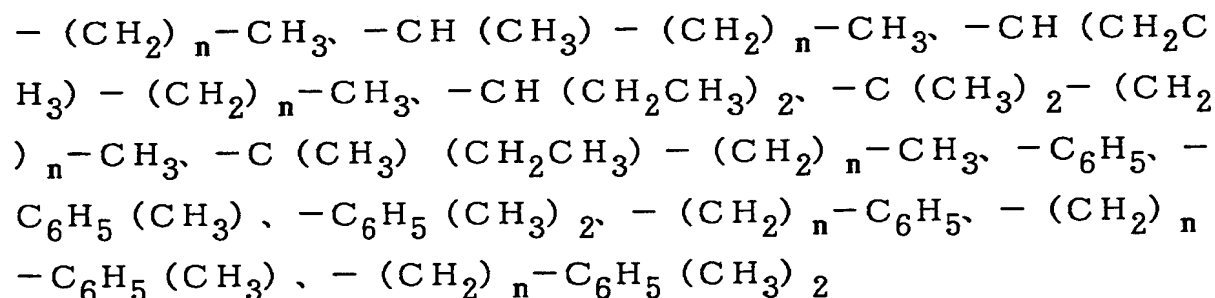 －（CH₂）ₙ－CH₃、－CH（CH₃）－（CH₂）ₙ－CH₃、－CH（CH₂C
H₃）－（CH₂）ₙ－CH₃、－CH（CH₂CH₃）₂、－C（CH₃）₂－（CH₂
）ₙ－CH₃、－C（CH₃）（CH₂CH₃）－（CH₂）ₙ－CH₃、－C₆H₅、－
C₆H₅（CH₃）、－C₆H₅（CH₃）₂、－（CH₂）ₙ－C₆H₅、－（CH₂）ₙ
－C₆H₅（CH₃）、－（CH₂）ₙ－C₆H₅（CH₃）₂